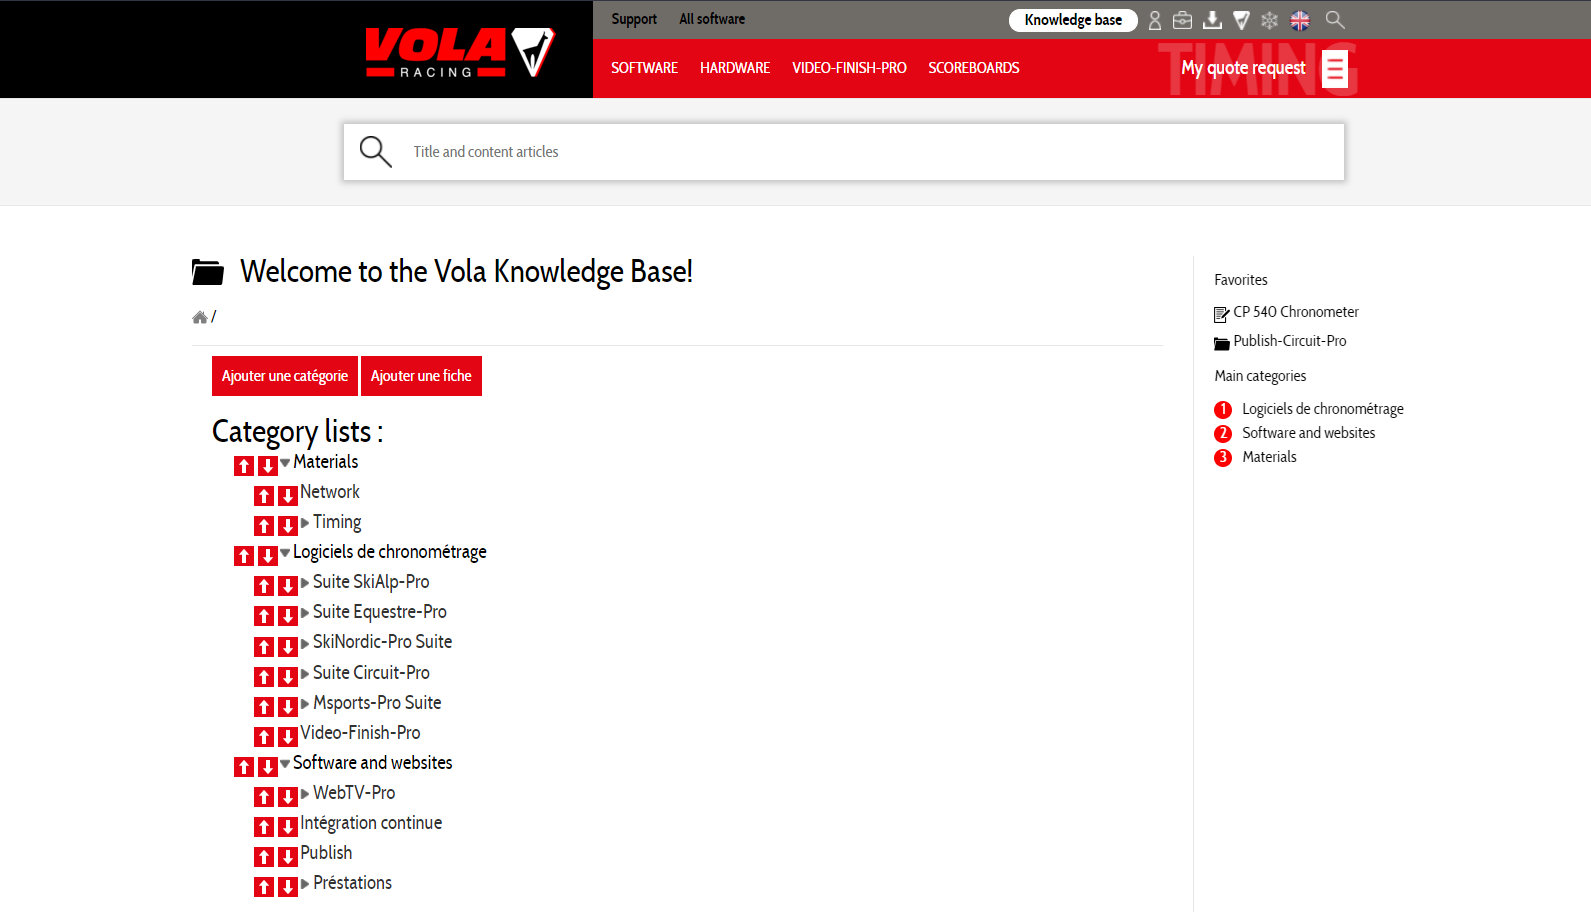 Support All software Knowledge base
VOLA
RACING
SOFTWARE HARDWARE VIDEO-FINISH-PRO SCOREBOARDS
TIMING
My quote request
Title and content articles
Welcome to the Vola Knowledge Base!
/
Ajouter une catégorie Ajouter une fiche
Category lists :
Materials
Network
Timing
Logiciels de chronométrage
Suite SkiAlp-Pro
Suite Equestre-Pro
SkiNordic-Pro Suite
Suite Circuit-Pro
Msports-Pro Suite
Video-Finish-Pro
Software and websites
WebTV-Pro
Intégration continue
Publish
Préstations
Favorites
CP 540 Chronometer
Publish-Circuit-Pro
Main categories
1 Logiciels de chronométrage
2 Software and websites
3 Materials